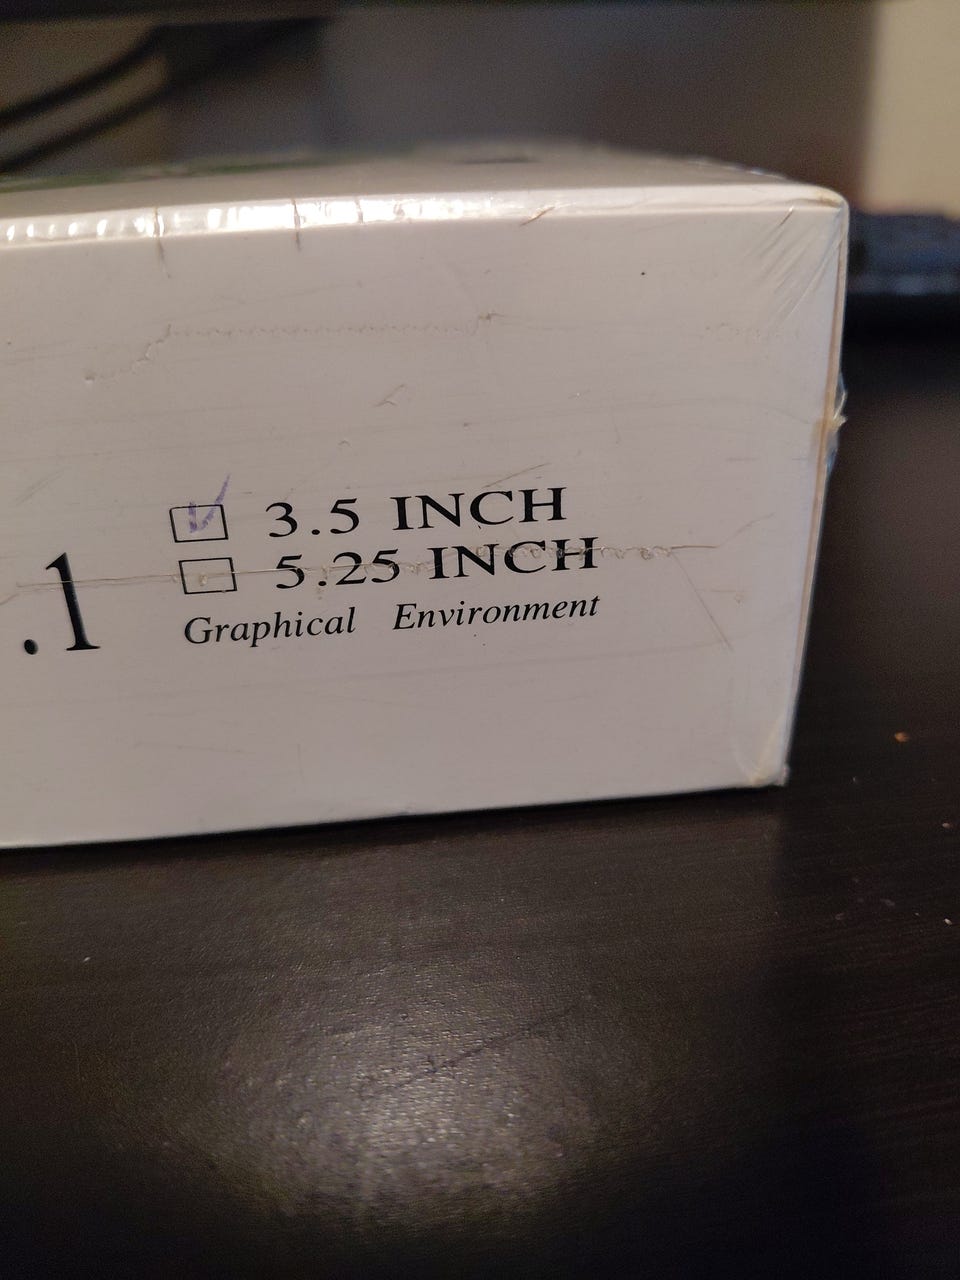 .1
3.5 INCH
5.25 INCH
Graphical Environment